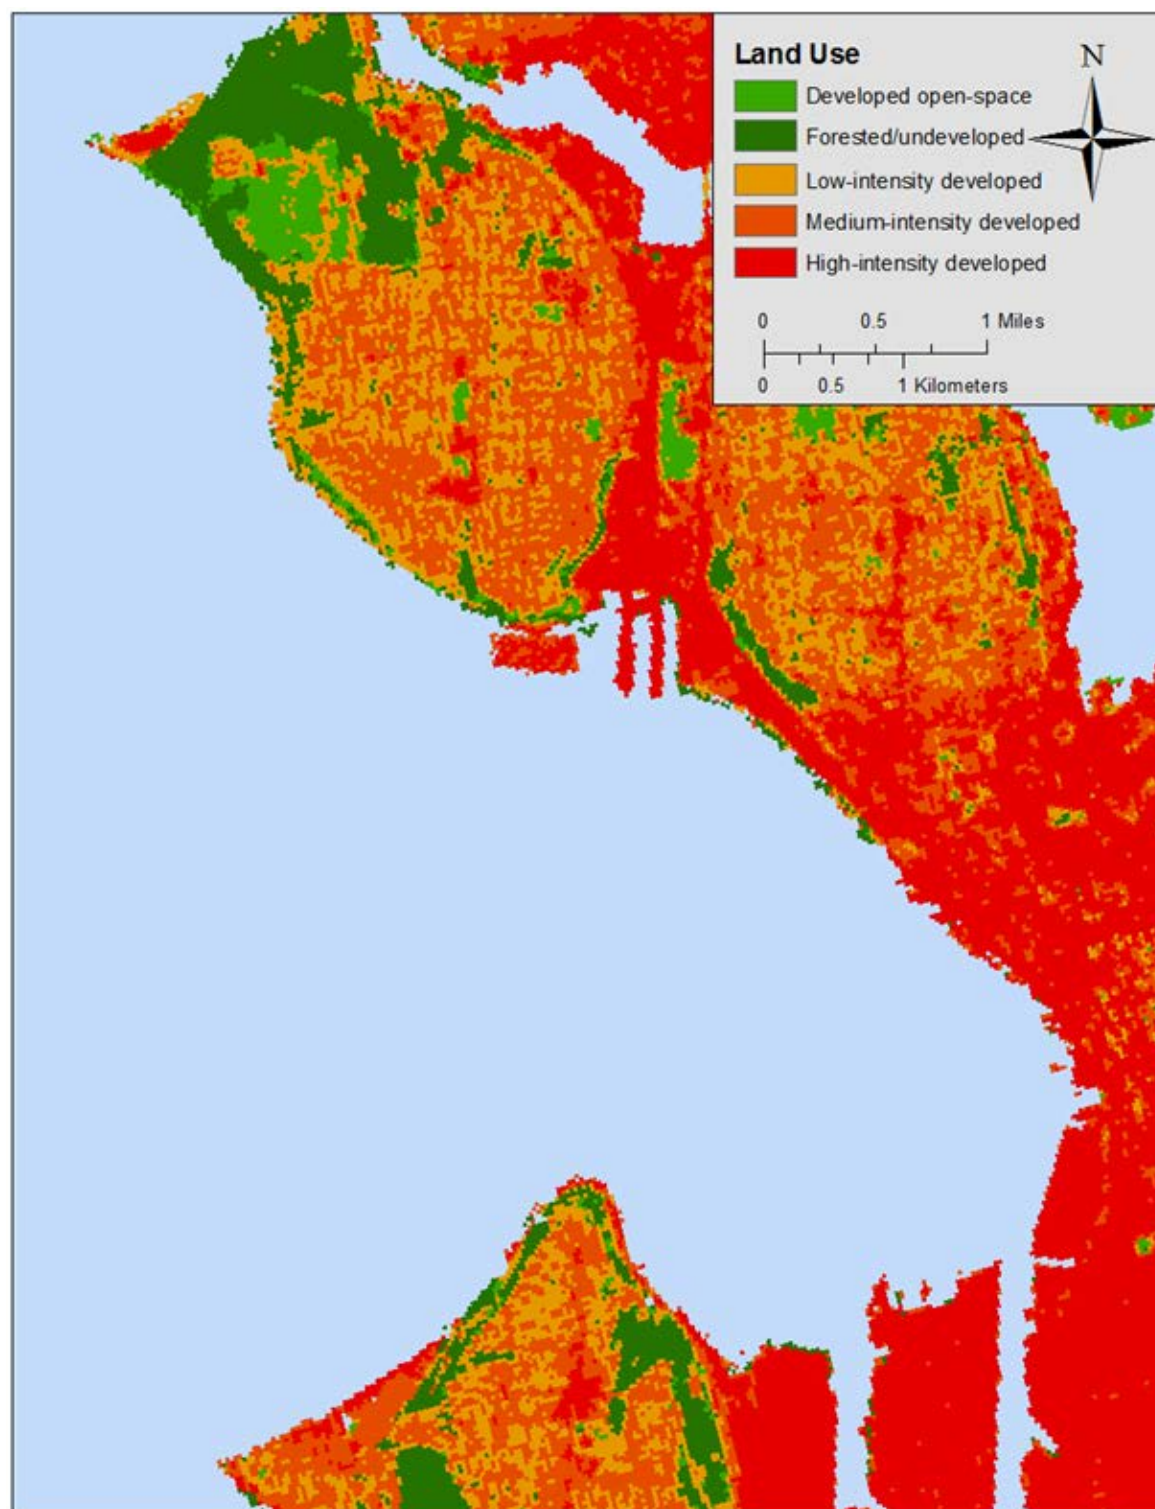 Land Use
N
Developed open-space
Forested/undeveloped
Low-intensity developed
Medium-intensity developed
High-intensity developed
0 0.5 1 Miles
0 0.5 1 Kilometers